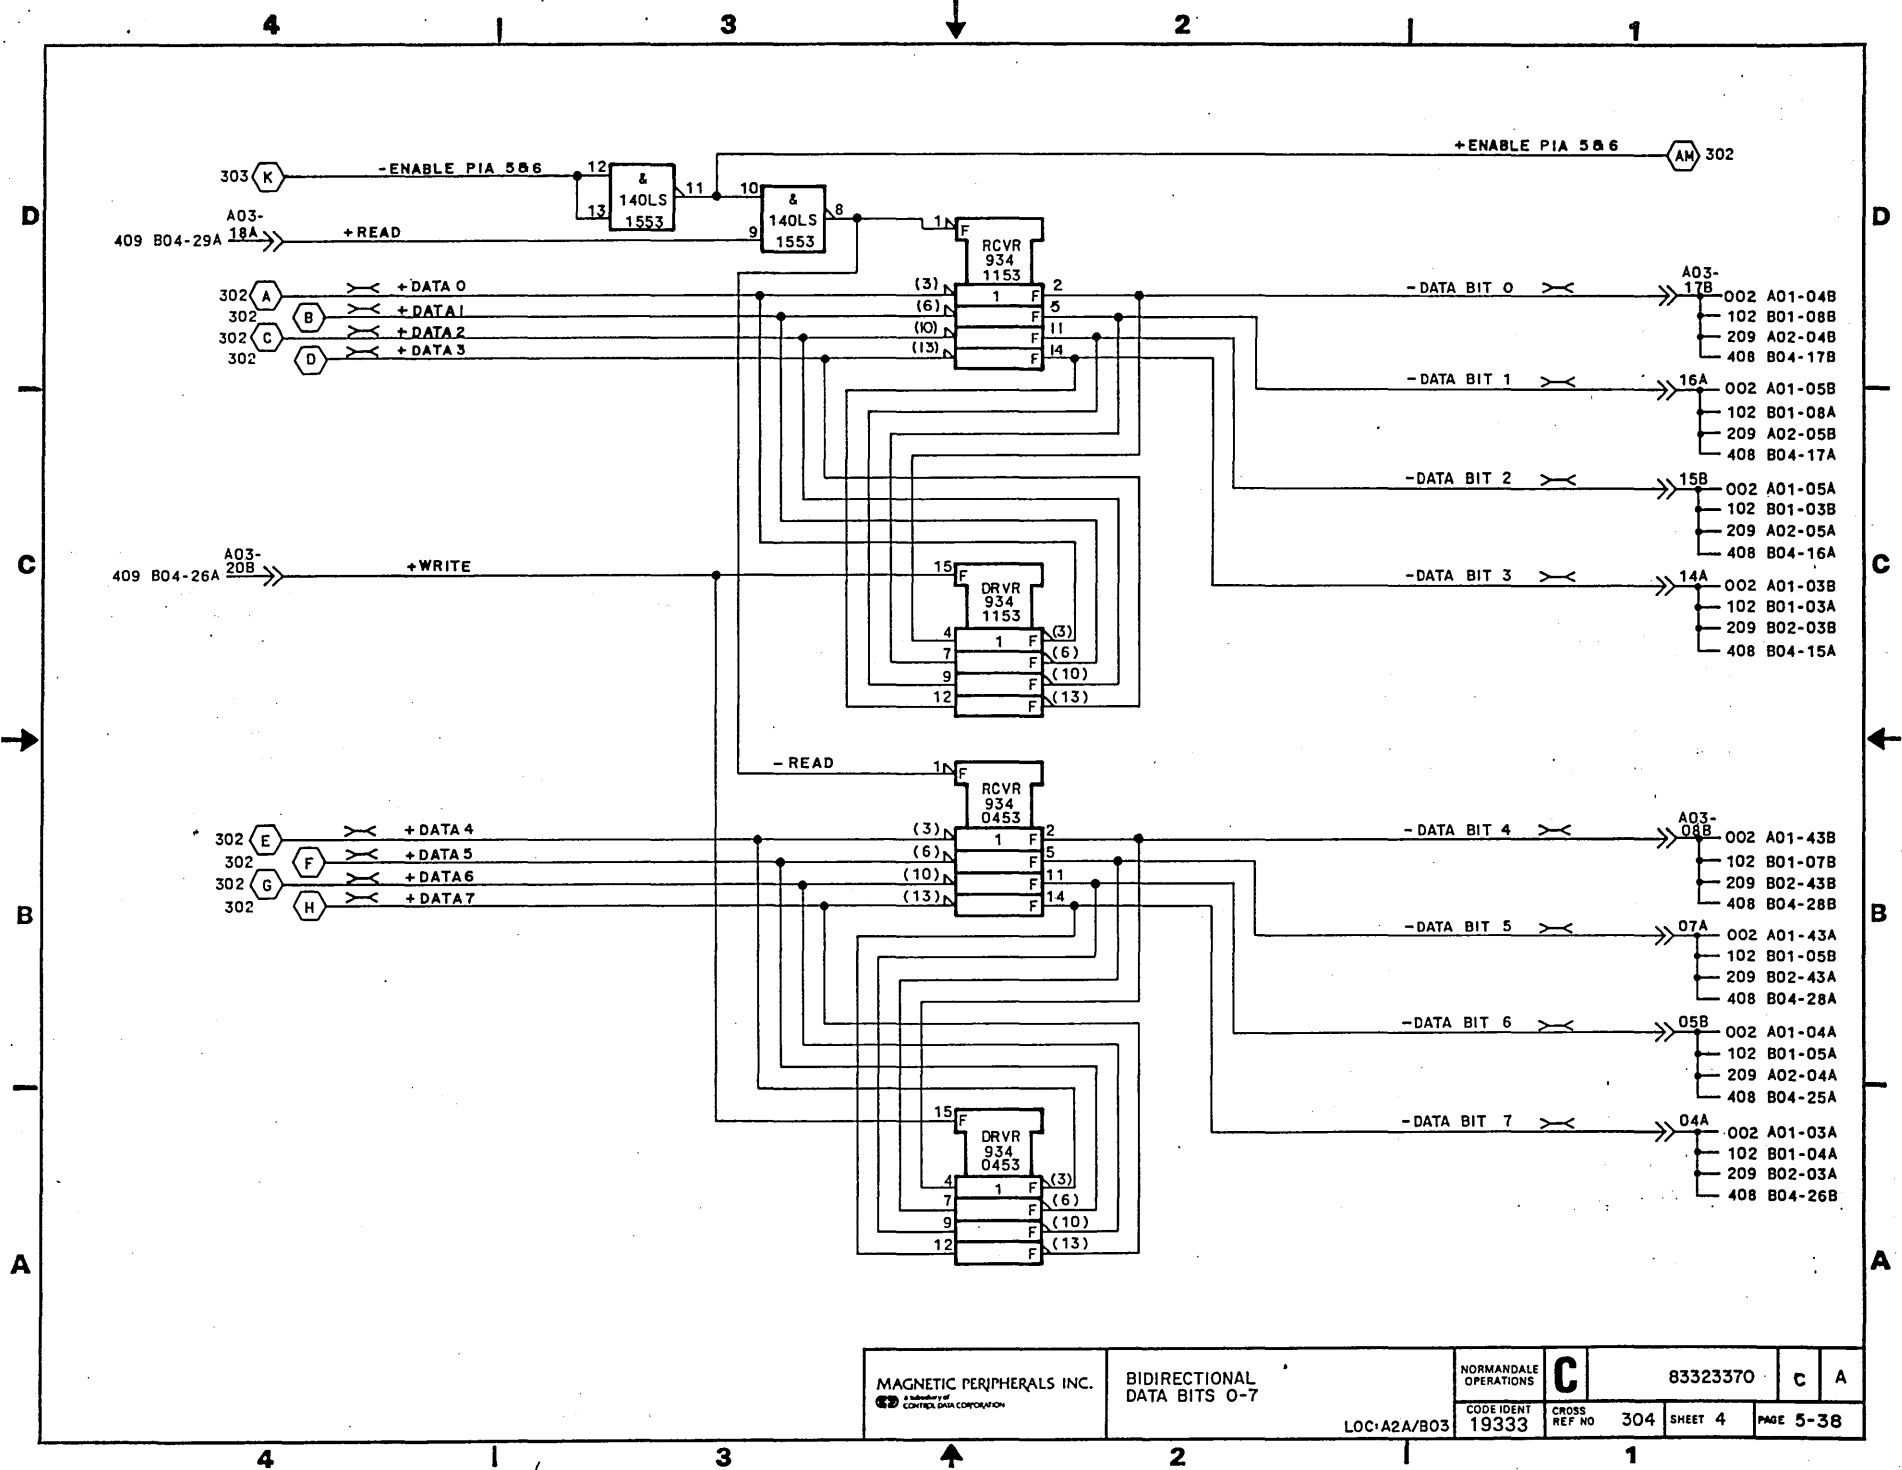 4 3 2 1
-ENABLE PIA 5&6
303 K
12
13
&
140LS
1553
11
10
9
&
140LS
1553
8
+ENABLE PIA 5&6
AM 302
D D
A03-
409 B04-29A 18A +READ
1 F
RCVR
934
1153
302 A +DATA 0 (3) 1 F 2 -DATA BIT 0
302 B +DATA 1 (6) F 5
302 C +DATA 2 (10) F 11
302 D +DATA 3 (13) F 14
A03-
17B
002 A01-04B
102 B01-08B
209 A02-04B
408 B04-17B
-DATA BIT 1 16A 002 A01-05B
102 B01-08A
209 A02-05B
408 B04-17A
-DATA BIT 2 15B 002 A01-05A
102 B01-03B
209 A02-05A
408 B04-16A
C C
A03-
409 B04-26A 20B +WRITE
15 F
DRVR
934
1153
4 1 F (3)
7 F (6)
9 F (10)
12 F (13)
-DATA BIT 3 14A 002 A01-03B
102 B01-03A
209 B02-03B
408 B04-15A
-READ 1 F
RCVR
934
0453
302 E +DATA 4 (3) 1 F 2 -DATA BIT 4
302 F +DATA 5 (6) F 5
302 G +DATA 6 (10) F 11
302 H +DATA 7 (13) F 14
A03-
08B
002 A01-43B
102 B01-07B
209 B02-43B
408 B04-28B
B B
-DATA BIT 5 07A 002 A01-43A
102 B01-05B
209 B02-43A
408 B04-28A
-DATA BIT 6 05B 002 A01-04A
102 B01-05A
209 A02-04A
408 B04-25A
-DATA BIT 7 04A 002 A01-03A
102 B01-04A
209 B02-03A
408 B04-26B
15 F
DRVR
934
0453
4 1 F (3)
7 F (6)
9 F (10)
12 F (13)
A A
MAGNETIC PERIPHERALS INC.
a subsidiary of
CONTROL DATA CORPORATION
BIDIRECTIONAL
DATA BITS 0-7
LOC:A2A/B03
NORMANDALE
OPERATIONS
C
83323370
C
A
CODE IDENT
19333
CROSS
REF NO 304
SHEET 4
PAGE 5-38
4 3 2 1